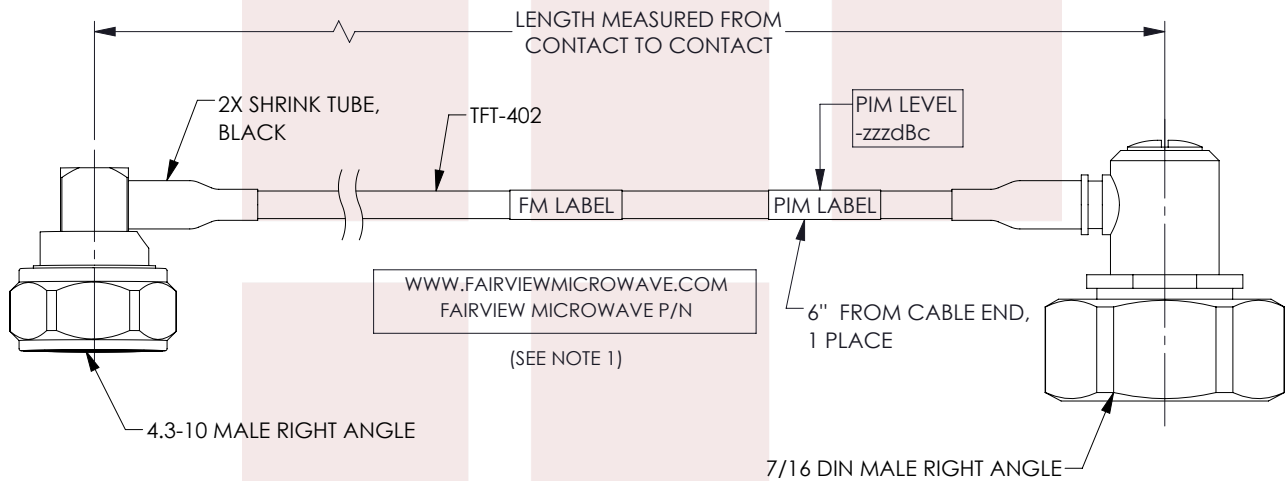 LENGTH MEASURED FROM
CONTACT TO CONTACT
2X SHRINK TUBE,
BLACK
TFT-402
PIM LEVEL
-zzzdBc
FM LABEL
PIM LABEL
WWW.FAIRVIEWMICROWAVE.COM
FAIRVIEW MICROWAVE P/N
(SEE NOTE 1)
6" FROM CABLE END,
1 PLACE
4.3-10 MALE RIGHT ANGLE
7/16 DIN MALE RIGHT ANGLE